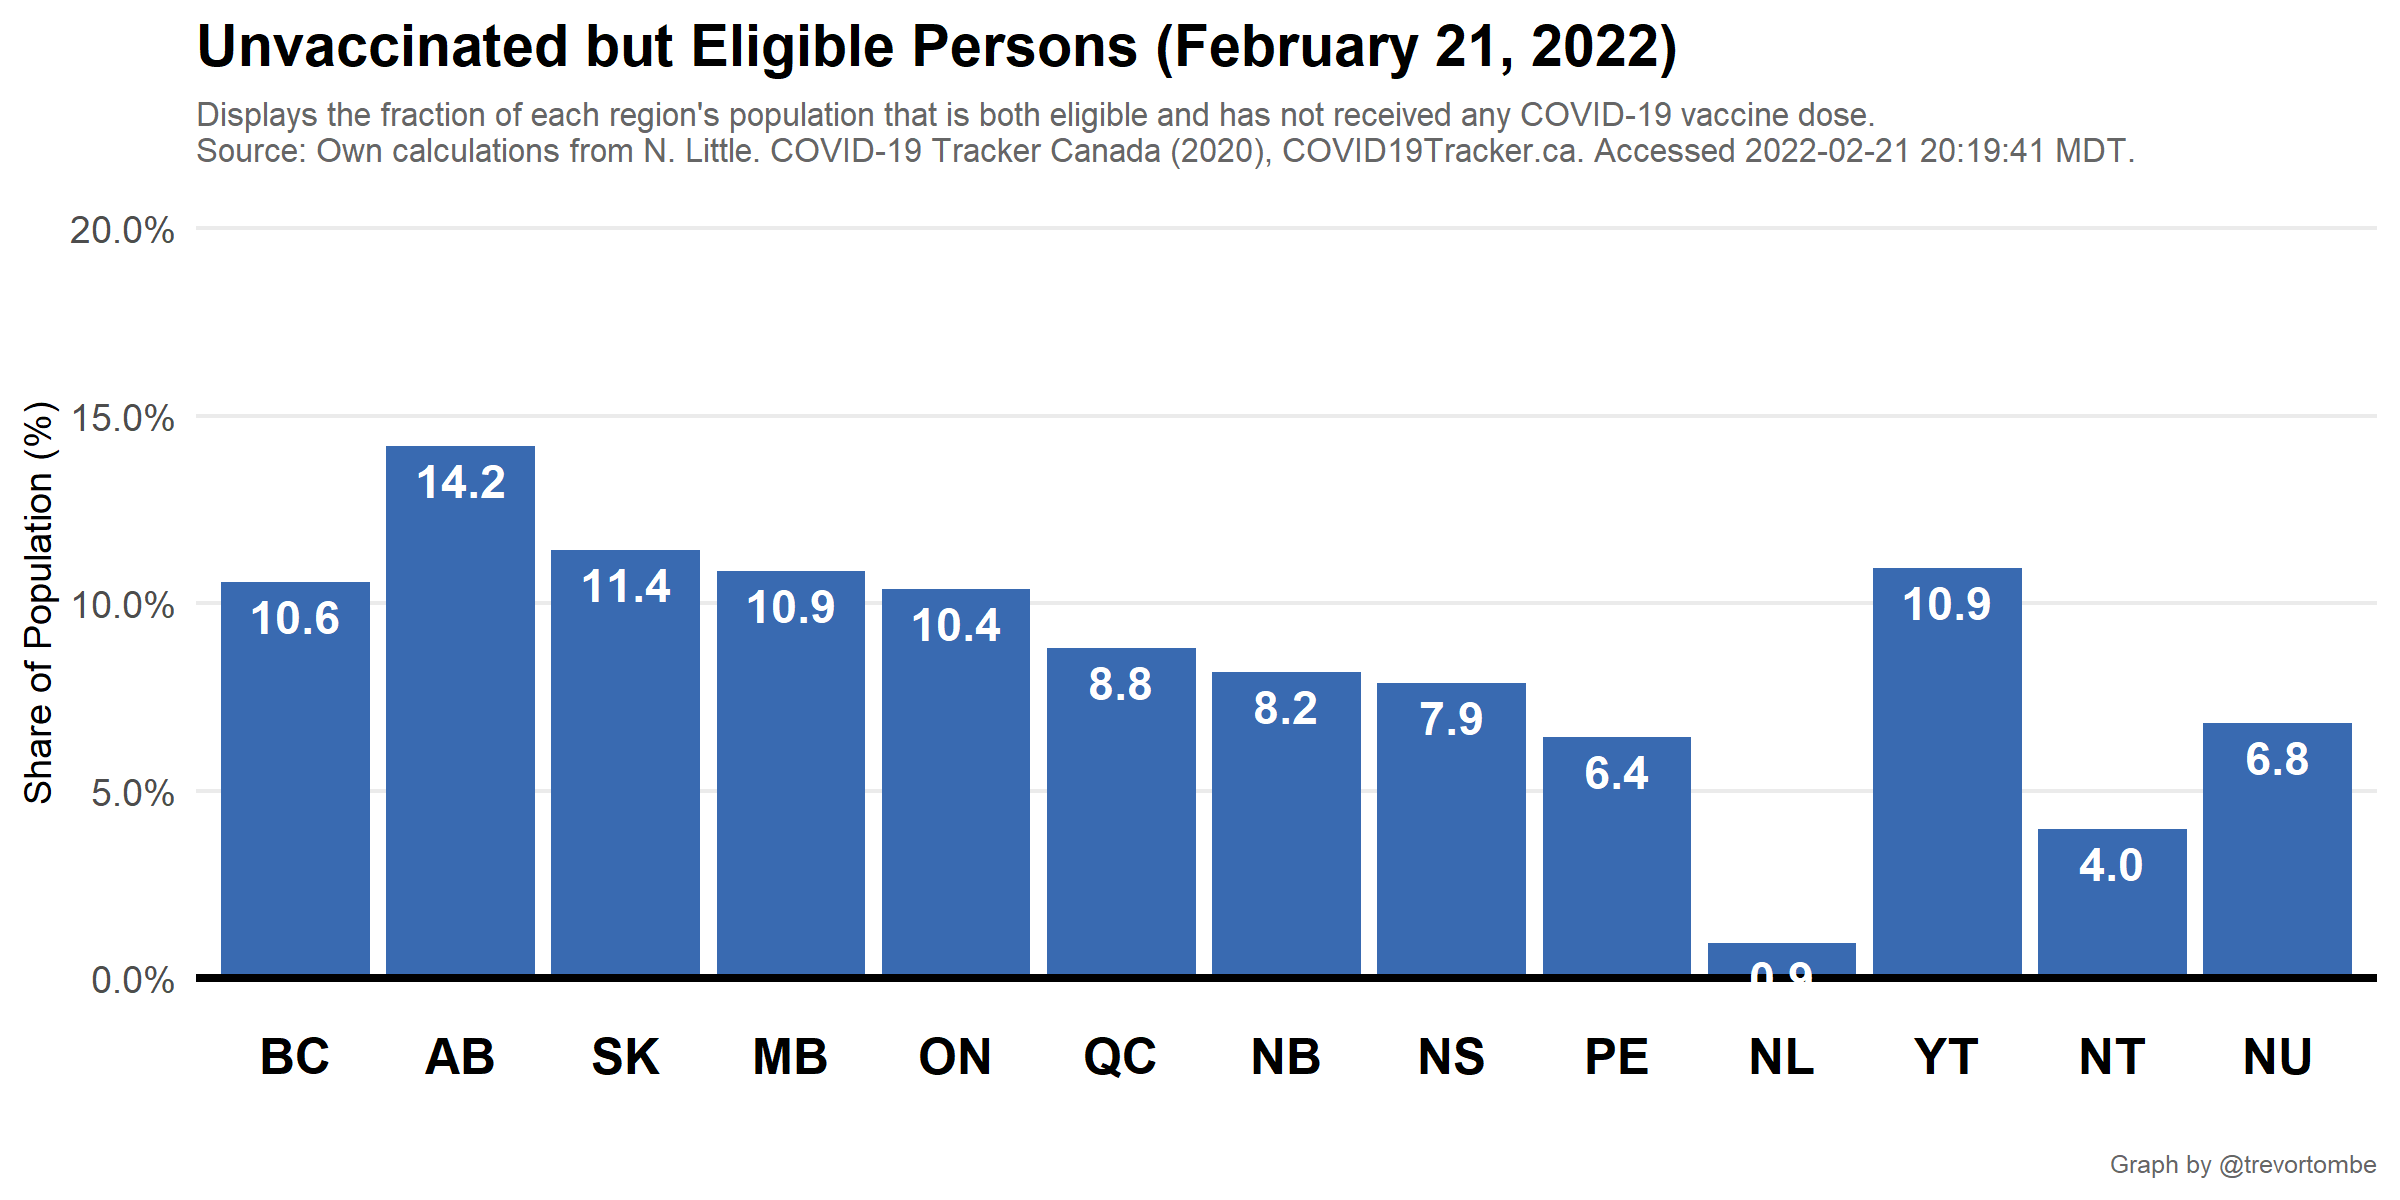 Unvaccinated but Eligible Persons (February 21, 2022)
Displays the fraction of each region's population that is both eligible and has not received any COVID-19 vaccine dose.
Source: Own calculations from N. Little. COVID-19 Tracker Canada (2020), COVID19Tracker.ca. Accessed 2022-02-21 20:19:41 MDT.
Share of Population (%)
20.0%
15.0%
10.0%
5.0%
0.0%
10.6
14.2
11.4
10.9
10.4
8.8
8.2
7.9
6.4
0.9
10.9
4.0
6.8
BC
AB
SK
MB
ON
QC
NB
NS
PE
NL
YT
NT
NU
Graph by @trevortombe